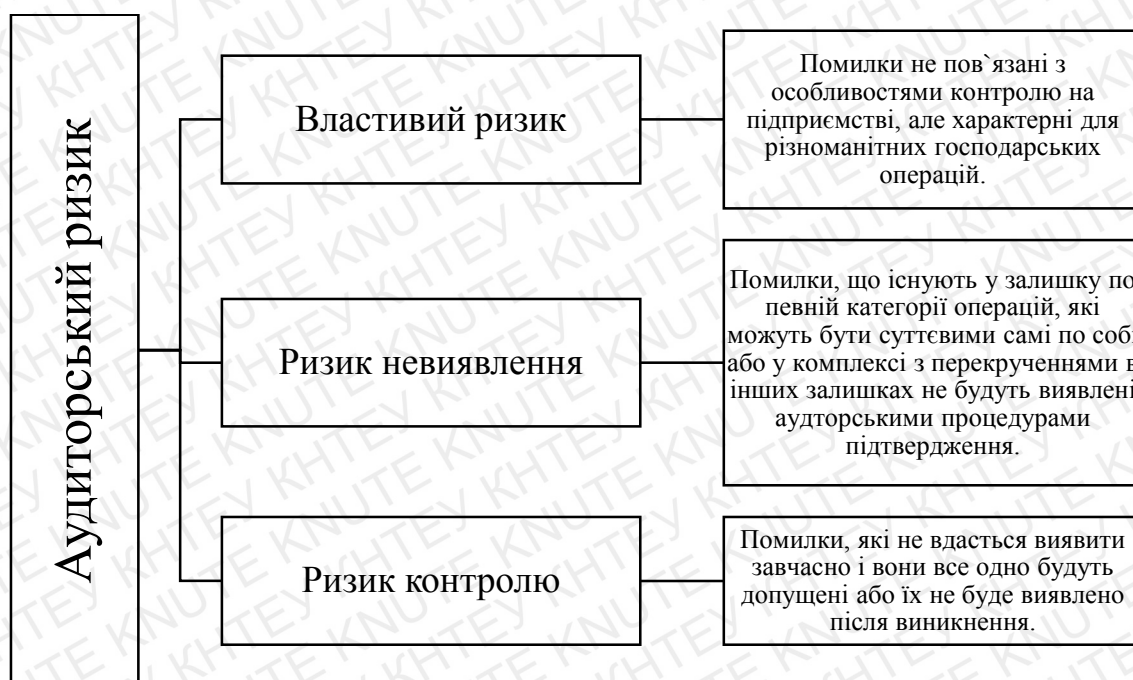 Аудиторський ризик
Властивий ризик
Помилки не пов`язані з
особливостями контролю на
підприємстві, але характерні для
різноманітних господарських
операцій.
Ризик невиявлення
Помилки, що існують у залишку по
певній категорії операцій, які
можуть бути суттєвими самі по собі
або у комплексі з перекрученнями в
інших залишках не будуть виявлені
аудторськими процедурами
підтвердження.
Ризик контролю
Помилки, які не вдасться виявити
завчасно і вони все одно будуть
допущені або їх не буде виявлено
після виникнення.